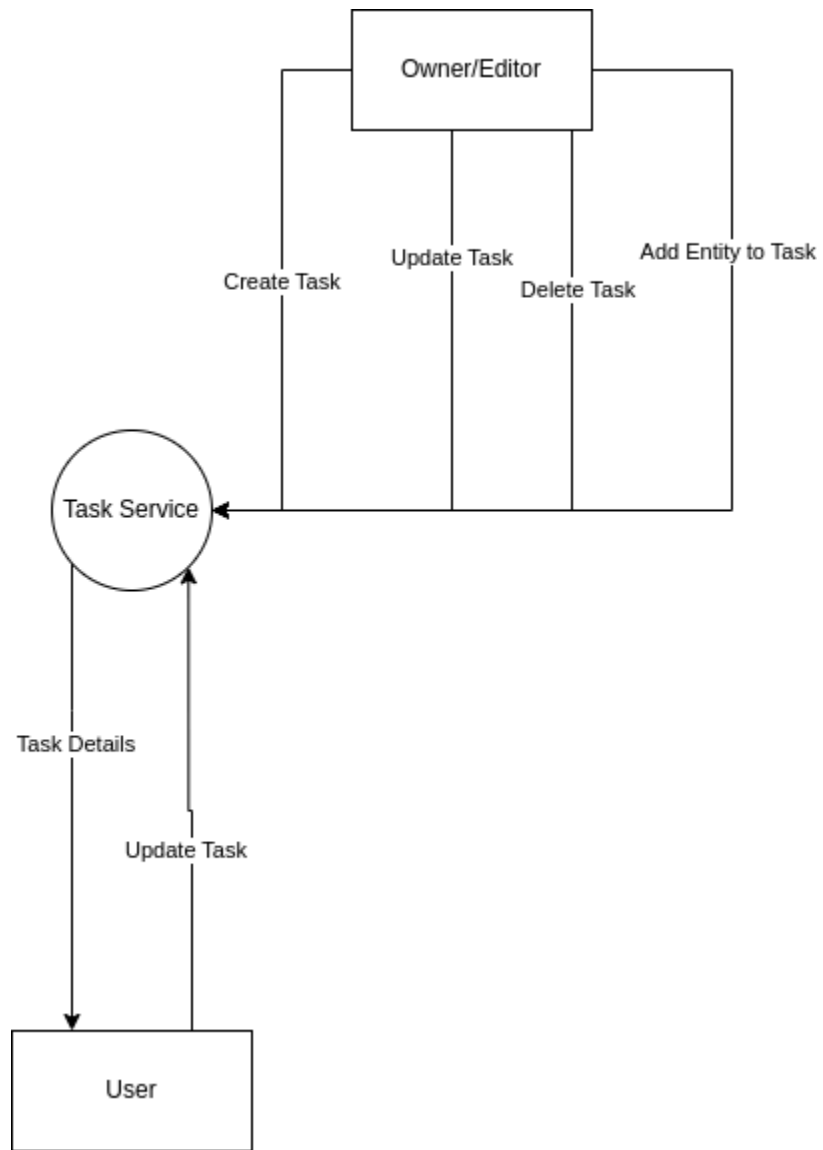 Owner/Editor
Add Entity to Task
Update Task
Create Task
Delete Task
Task Service
Task Details
Update Task
User